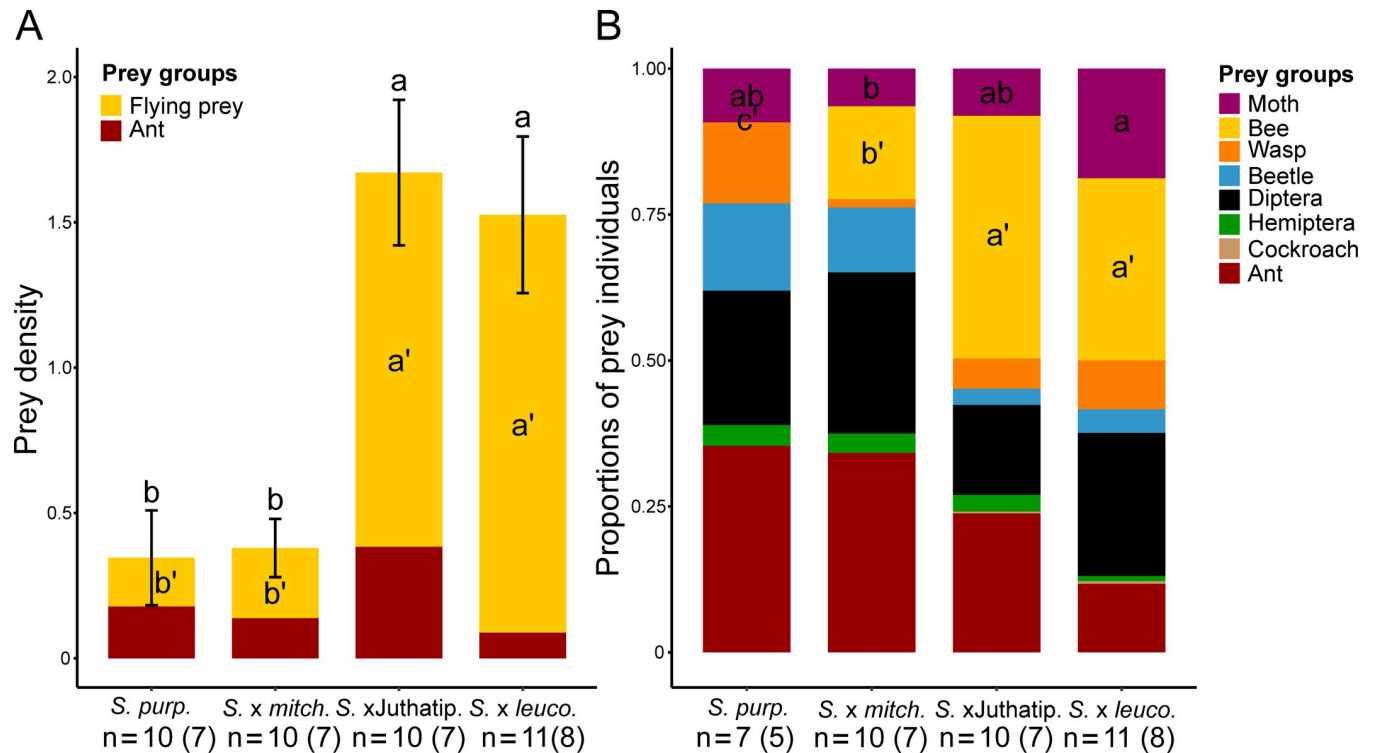 A
Prey groups
Flying prey
Ant
2.0
1.5
1.0
0.5
0
Prey density
b
b
a
a
b'
b'
a'
a'
S. purp.
S. x mitch.
S. xJuthatip.
S. x leuco.
n=10 (7)
n=10 (7)
n=10 (7)
n=11(8)
B
1.00
0.75
0.50
0.25
0
Proportions of prey individuals
ab
c'
b
b'
ab
a'
a
a'
S. purp.
S. x mitch.
S. xJuthatip.
S. x leuco.
n=7 (5)
n=10 (7)
n=10 (7)
n=11 (8)
Prey groups
Moth
Bee
Wasp
Beetle
Diptera
Hemiptera
Cockroach
Ant